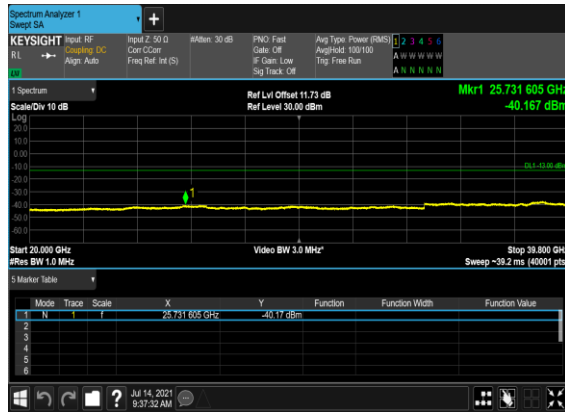 Spectrum Analyzer 1
Swept SA
KEYSIGHT Input: RF Input Z: 50 Ω #Atten: 30 dB PNO: Fast Avg Type: Power (RMS) 1 2 3 4 5 6
RL Coupling: DC Corr CCorr Gate: Off Avg|Hold: 100/100 A W W W W W
Align: Auto Freq Ref: Int (S) IF Gain: Low Trig: Free Run
LU Sig Track: Off A N N N N N
1 Spectrum Ref Lvl Offset 11.73 dB Mkr1 25.731 605 GHz
Scale/Div 10 dB Ref Level 30.00 dBm -40.167 dBm
Log
20.0
10.0
0.00
-10.0 DL1 -13.00 dBm
-20.0
-30.0 1
-40.0
-50.0
-60.0
Start 20.000 GHz Video BW 3.0 MHz* Stop 39.800 GHz
#Res BW 1.0 MHz Sweep ~39.2 ms (40001 pts)
5 Marker Table
Mode Trace Scale X Y Function Function Width Function Value
1 N 1 f 25.731 605 GHz -40.17 dBm
2
3
4
5
6
? Jul 14, 2021
9:37:32 AM